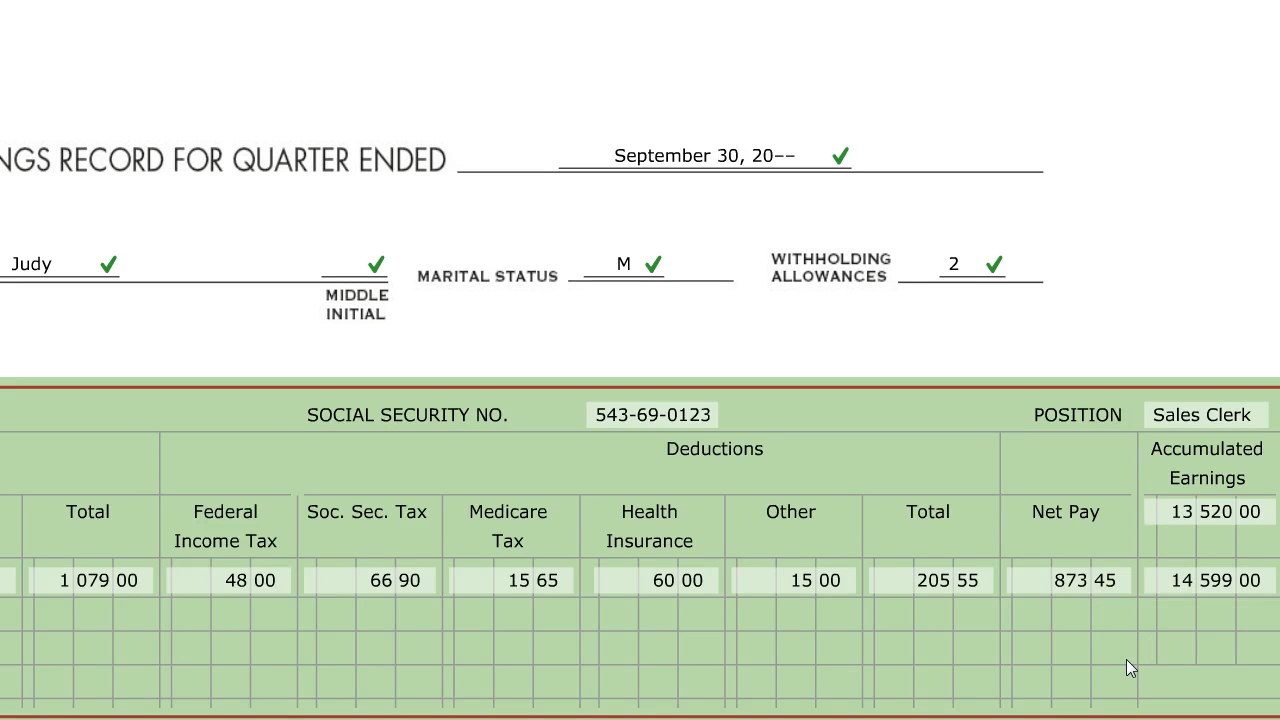 NGS RECORD FOR QUARTER ENDED September 30, 20––
Judy M 2
MIDDLE INITIAL
MARITAL STATUS
WITHHOLDING ALLOWANCES
SOCIAL SECURITY NO. 543-69-0123 POSITION Sales Clerk
Deductions Accumulated Earnings
Total Federal Income Tax Soc. Sec. Tax Medicare Tax Health Insurance Other Total Net Pay 13 520 00
1 079 00 48 00 66 90 15 65 60 00 15 00 205 55 873 45 14 599 00